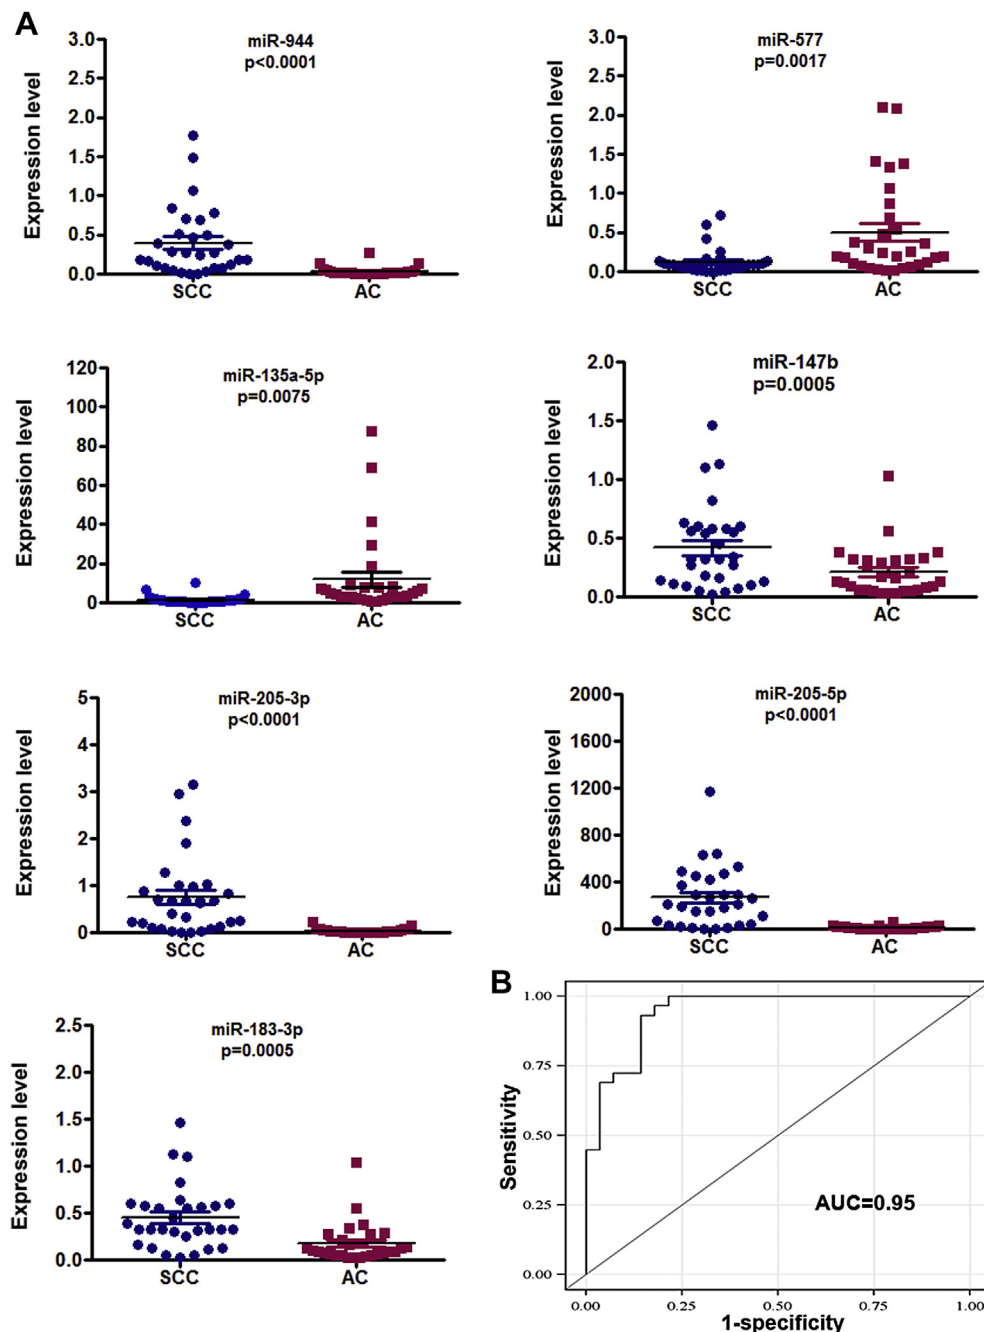 A
miR-944
p<0.0001
Expression level
3.0
2.5
2.0
1.5
1.0
0.5
0.0
SCC
AC
miR-577
p=0.0017
Expression level
3.0
2.5
2.0
1.5
1.0
0.5
0.0
SCC
AC
miR-135a-5p
p=0.0075
Expression level
120
100
80
60
40
20
0
SCC
AC
miR-147b
p=0.0005
Expression level
2.0
1.5
1.0
0.5
0.0
SCC
AC
miR-205-3p
p<0.0001
Expression level
5
4
3
2
1
0
SCC
AC
miR-205-5p
p<0.0001
Expression level
2000
1600
1200
800
400
0
SCC
AC
miR-183-3p
p=0.0005
Expression level
2.5
2.0
1.5
1.0
0.5
0.0
SCC
AC
B
Sensitivity
1.00
0.75
0.50
0.25
0.00
AUC=0.95
0.00
0.25
0.50
0.75
1.00
1-specificity